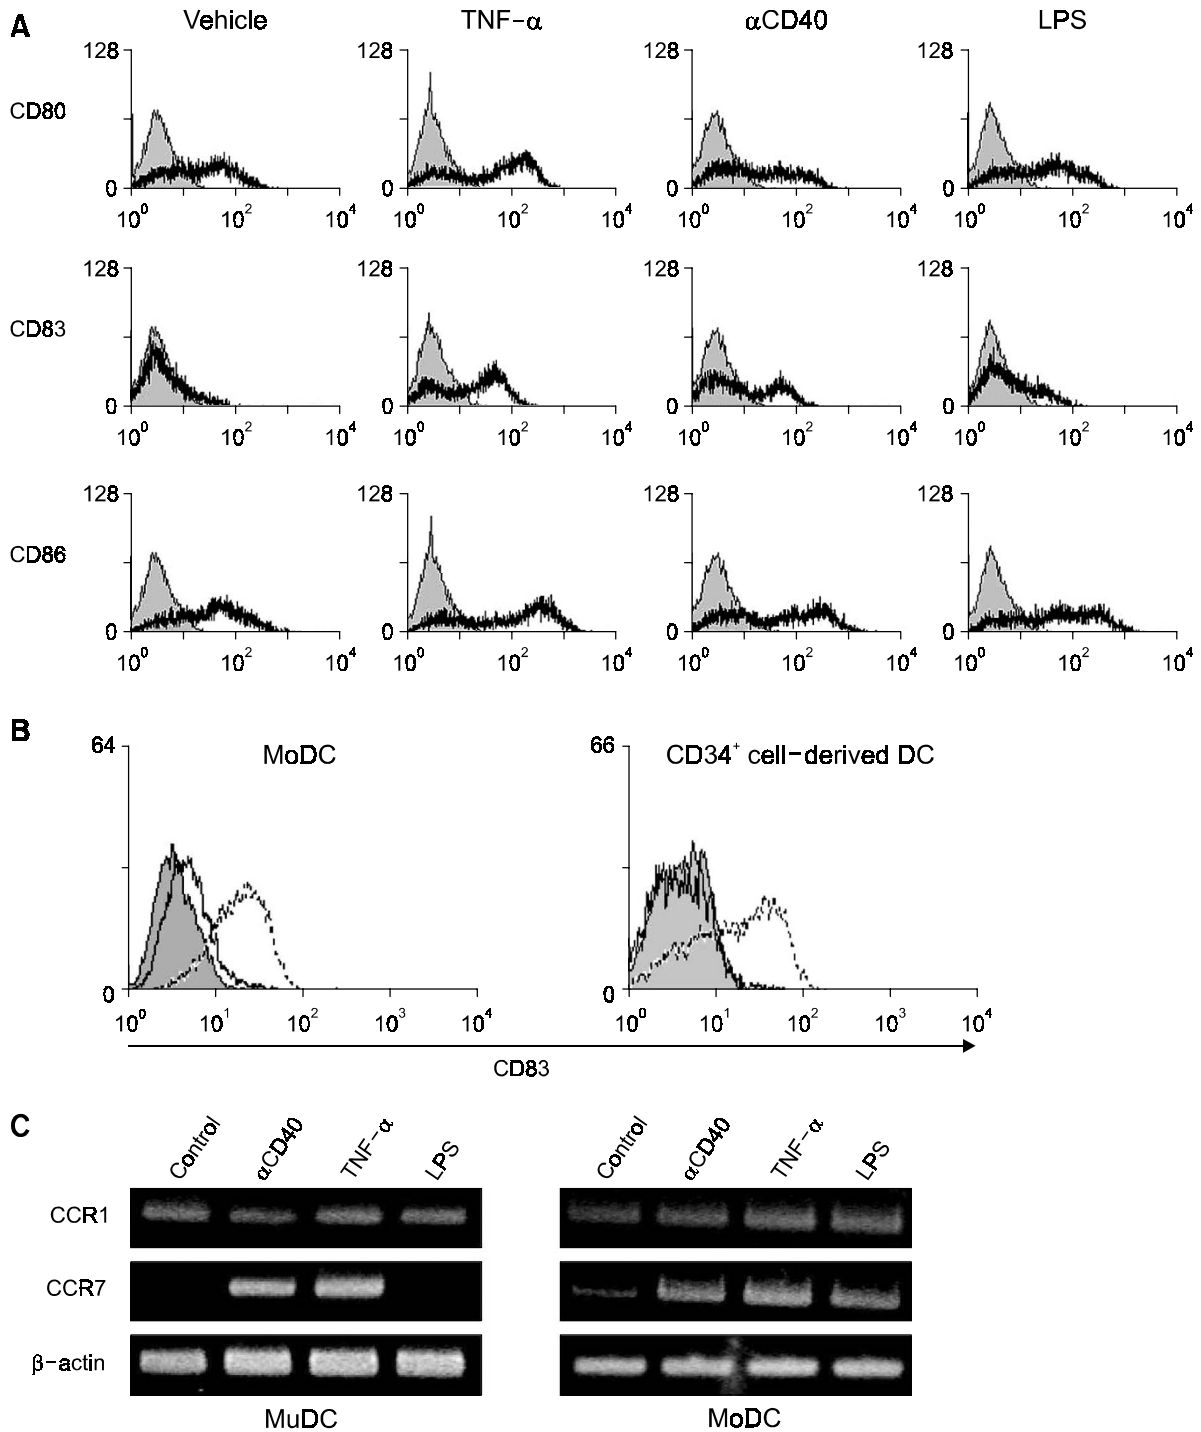 A
Vehicle TNF−α αCD40 LPS
128 128 128 128
CD80
0 0 0 0
10⁰ 10² 10⁴ 10⁰ 10² 10⁴ 10⁰ 10² 10⁴ 10⁰ 10² 10⁴
128 128 128 128
CD83
0 0 0 0
10⁰ 10² 10⁴ 10⁰ 10² 10⁴ 10⁰ 10² 10⁴ 10⁰ 10² 10⁴
128 128 128 128
CD86
0 0 0 0
10⁰ 10² 10⁴ 10⁰ 10² 10⁴ 10⁰ 10² 10⁴ 10⁰ 10² 10⁴
B
64 MoDC 66 CD34⁺ cell−derived DC
0 0
10⁰ 10¹ 10² 10³ 10⁴ 10⁰ 10¹ 10² 10³ 10⁴
CD83
C
Control αCD40 TNF−α LPS Control αCD40 TNF−α LPS
CCR1
CCR7
β−actin
MuDC MoDC